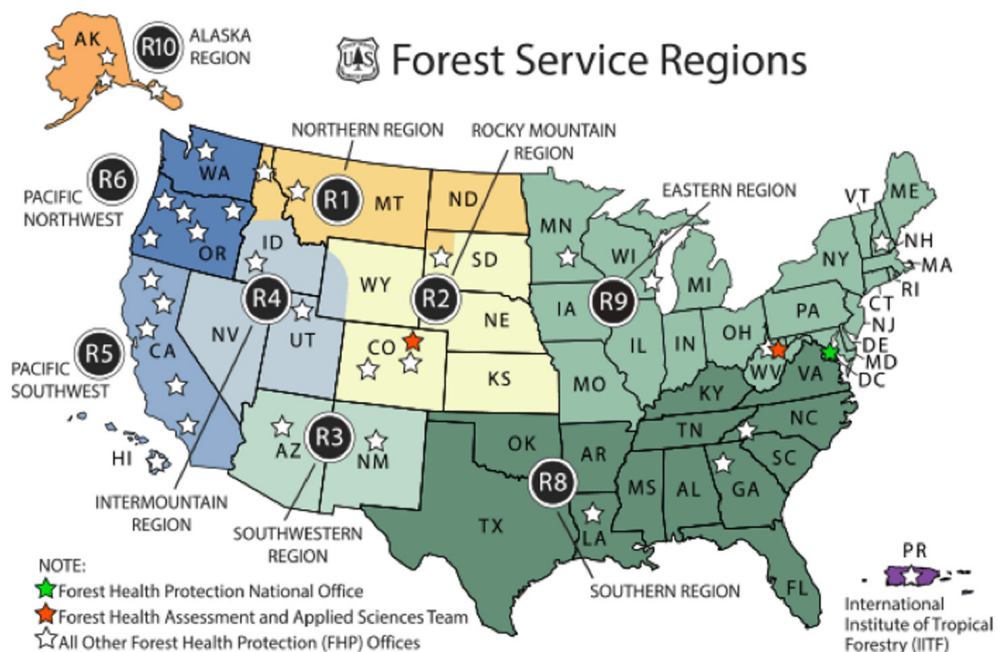 AK
R10
ALASKA
REGION
US
Forest Service Regions
NORTHERN REGION
ROCKY MOUNTAIN
REGION
EASTERN REGION
R6
PACIFIC
NORTHWEST
WA
OR
R1
MT
ND
ID
WY
R2
SD
NE
KS
CO
R4
NV
UT
R5
PACIFIC
SOUTHWEST
CA
HI
AZ
R3
NM
INTERMOUNTAIN
REGION
SOUTHWESTERN
REGION
MN
WI
MI
IA
R9
IL
IN
OH
MO
PA
NY
VT
ME
NH
MA
RI
CT
NJ
DE
MD
DC
WV
VA
KY
TN
NC
SC
OK
AR
R8
TX
LA
MS
AL
GA
FL
SOUTHERN REGION
PR
International
Institute of Tropical
Forestry (IITF)
NOTE:
Forest Health Protection National Office
Forest Health Assessment and Applied Sciences Team
All Other Forest Health Protection (FHP) Offices